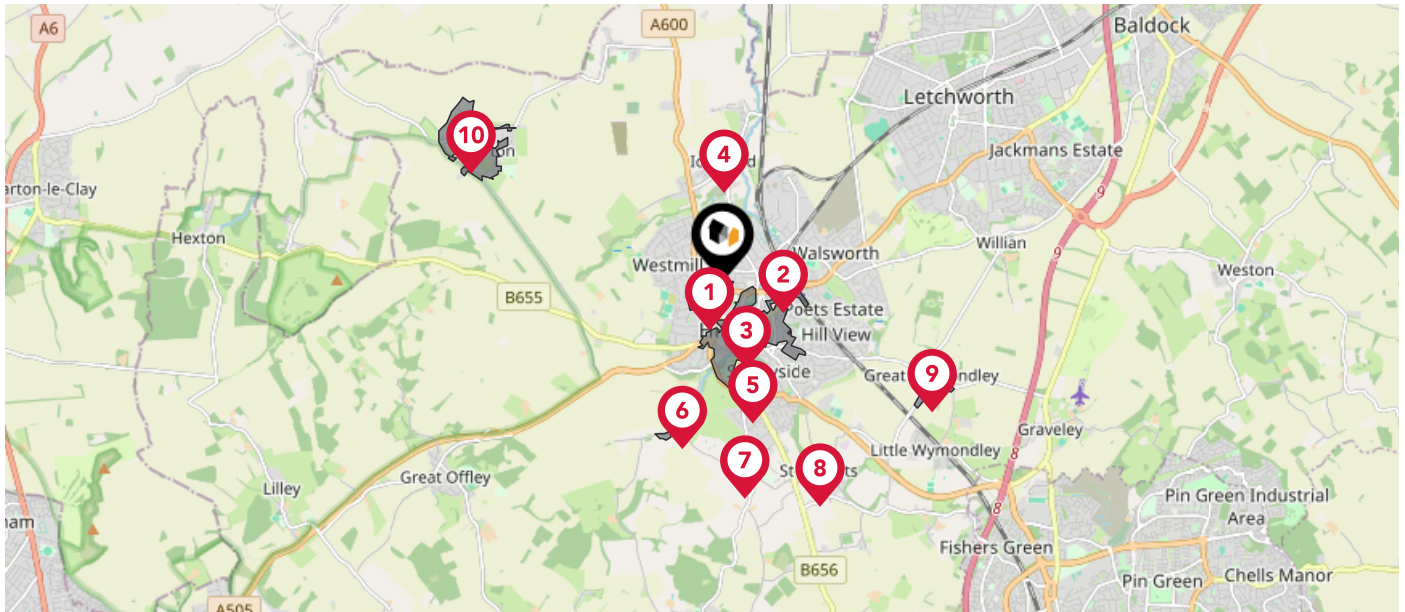 A6
A600
Baldock
Letchworth
10
4
Jackmans Estate
9
arton-le-Clay
Hexton
Willian
9
Walsworth
Westmill
2
Weston
1
B655
Poets Estate
3
Hill View
9
5
6
Graveley
8
Little Wymondley
7
8
Great Offley
Lilley
Pin Green Industrial
Area
8
Fishers Green
B656
Pin Green
Chells Manor
A505